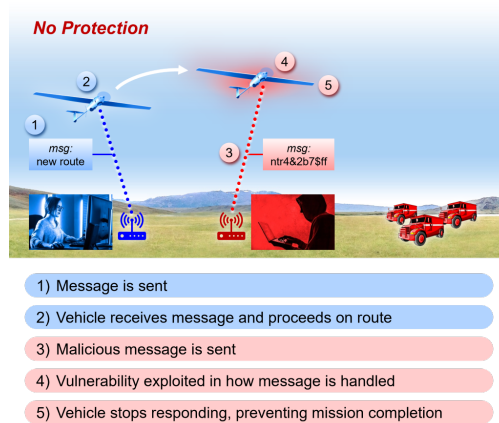 No Protection
2
4
5
1
msg:
new route
3
msg:
ntr4&2b7$ff
1) Message is sent
2) Vehicle receives message and proceeds on route
3) Malicious message is sent
4) Vulnerability exploited in how message is handled
5) Vehicle stops responding, preventing mission completion